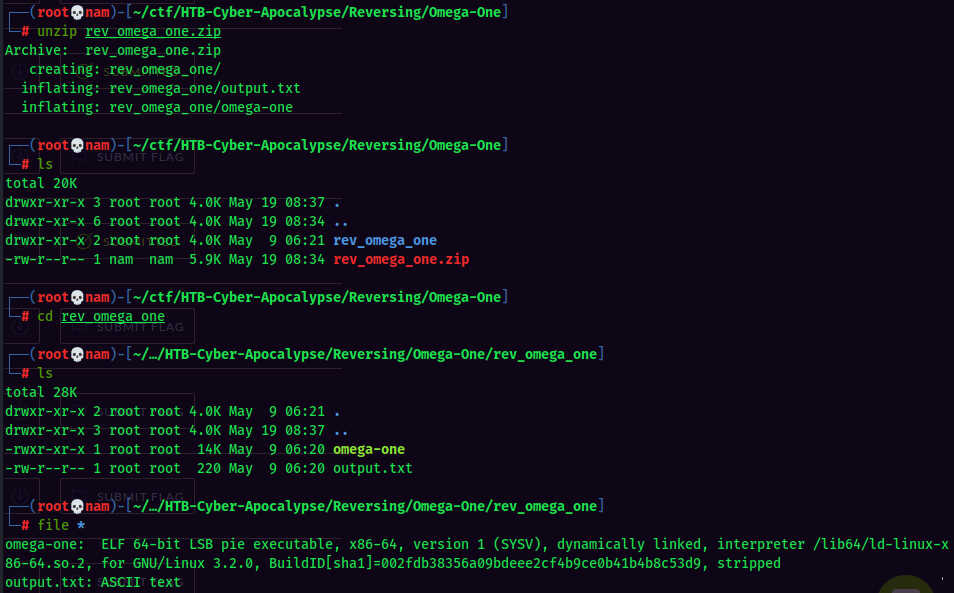 ┌──(root💀nam)-[~/ctf/HTB-Cyber-Apocalypse/Reversing/Omega-One]
└─# unzip rev_omega_one.zip
Archive:  rev_omega_one.zip
   creating: rev_omega_one/
  inflating: rev_omega_one/output.txt
  inflating: rev_omega_one/omega-one
┌──(root💀nam)-[~/ctf/HTB-Cyber-Apocalypse/Reversing/Omega-One]
SUBMIT FLAG
└─# ls
total 20K
drwxr-xr-x 3 root root 4.0K May 19 08:37 .
drwxr-xr-x 6 root root 4.0K May 19 08:34 ..
drwxr-xr-x 2 root root 4.0K May  9 06:21 rev_omega_one
-rw-r--r-- 1 nam  nam  5.9K May 19 08:34 rev_omega_one.zip
┌──(root💀nam)-[~/ctf/HTB-Cyber-Apocalypse/Reversing/Omega-One]
└─# cd rev_omega_one
SUBMIT FLAG
┌──(root💀nam)-[~/…/HTB-Cyber-Apocalypse/Reversing/Omega-One/rev_omega_one]
└─# ls
total 28K
drwxr-xr-x 2 root root 4.0K May  9 06:21 .
drwxr-xr-x 3 root root 4.0K May 19 08:37 ..
-rwxr-xr-x 1 root root  14K May  9 06:20 omega-one
-rw-r--r-- 1 root root  220 May  9 06:20 output.txt
SUBMIT FLAG
┌──(root💀nam)-[~/…/HTB-Cyber-Apocalypse/Reversing/Omega-One/rev_omega_one]
└─# file *
omega-one:  ELF 64-bit LSB pie executable, x86-64, version 1 (SYSV), dynamically linked, interpreter /lib64/ld-linux-x
86-64.so.2, for GNU/Linux 3.2.0, BuildID[sha1]=002fdb38356a09bdeee2cf4b9ce0b41b4b8c53d9, stripped
output.txt: ASCII text